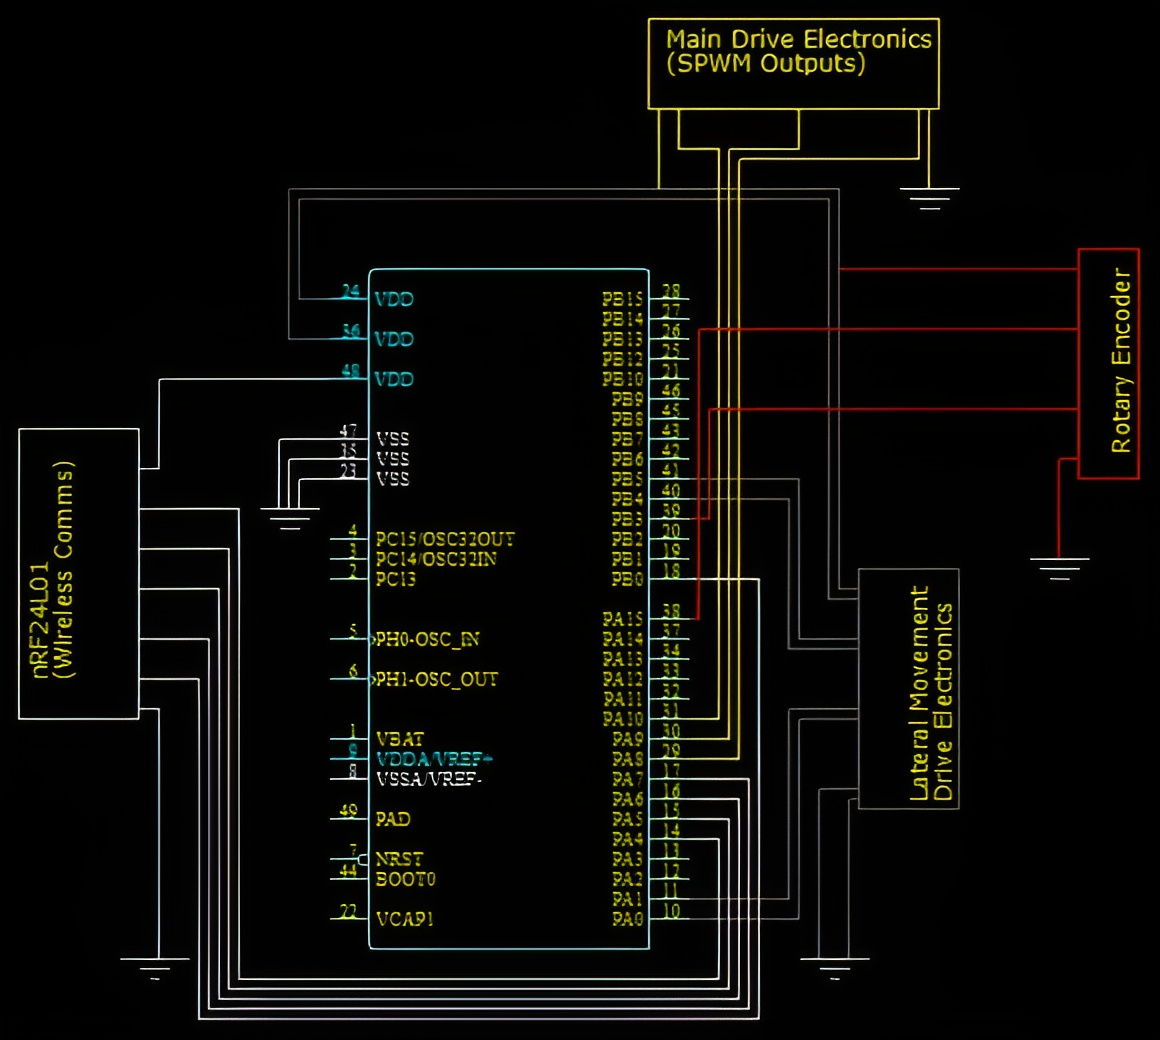 Main Drive Electronics
(SPWM Outputs)
Rotary Encoder
nRF24L01
(Wireless Comms)
Lateral Movement
Drive Electronics
24 VDD
36 VDD
48 VDD
47 VSS
35 VSS
23 VSS
4 PC15/OSC32OUT
3 PC14/OSC32IN
2 PC13
5 PH0-OSC_IN
6 PH1-OSC_OUT
1 VBAT
9 VDDA/VREF+
8 VSSA/VREF-
49 PAD
7 NRST
44 BOOT0
22 VCAP1
PB15 28
PB14 27
PB13 26
PB12 25
PB10 21
PB9 46
PB8 45
PB7 43
PB6 42
PB5 41
PB4 40
PB3 39
PB2 20
PB1 19
PB0 18
PA15 38
PA14 37
PA13 34
PA12 33
PA11 32
PA10 31
PA9 30
PA8 29
PA7 17
PA6 16
PA5 15
PA4 14
PA3 13
PA2 12
PA1 11
PA0 10